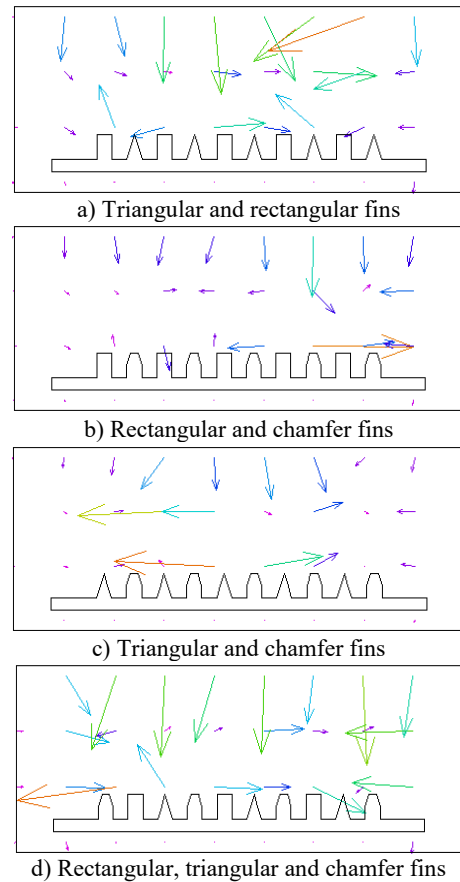 a) Triangular and rectangular fins
b) Rectangular and chamfer fins
c) Triangular and chamfer fins
d) Rectangular, triangular and chamfer fins